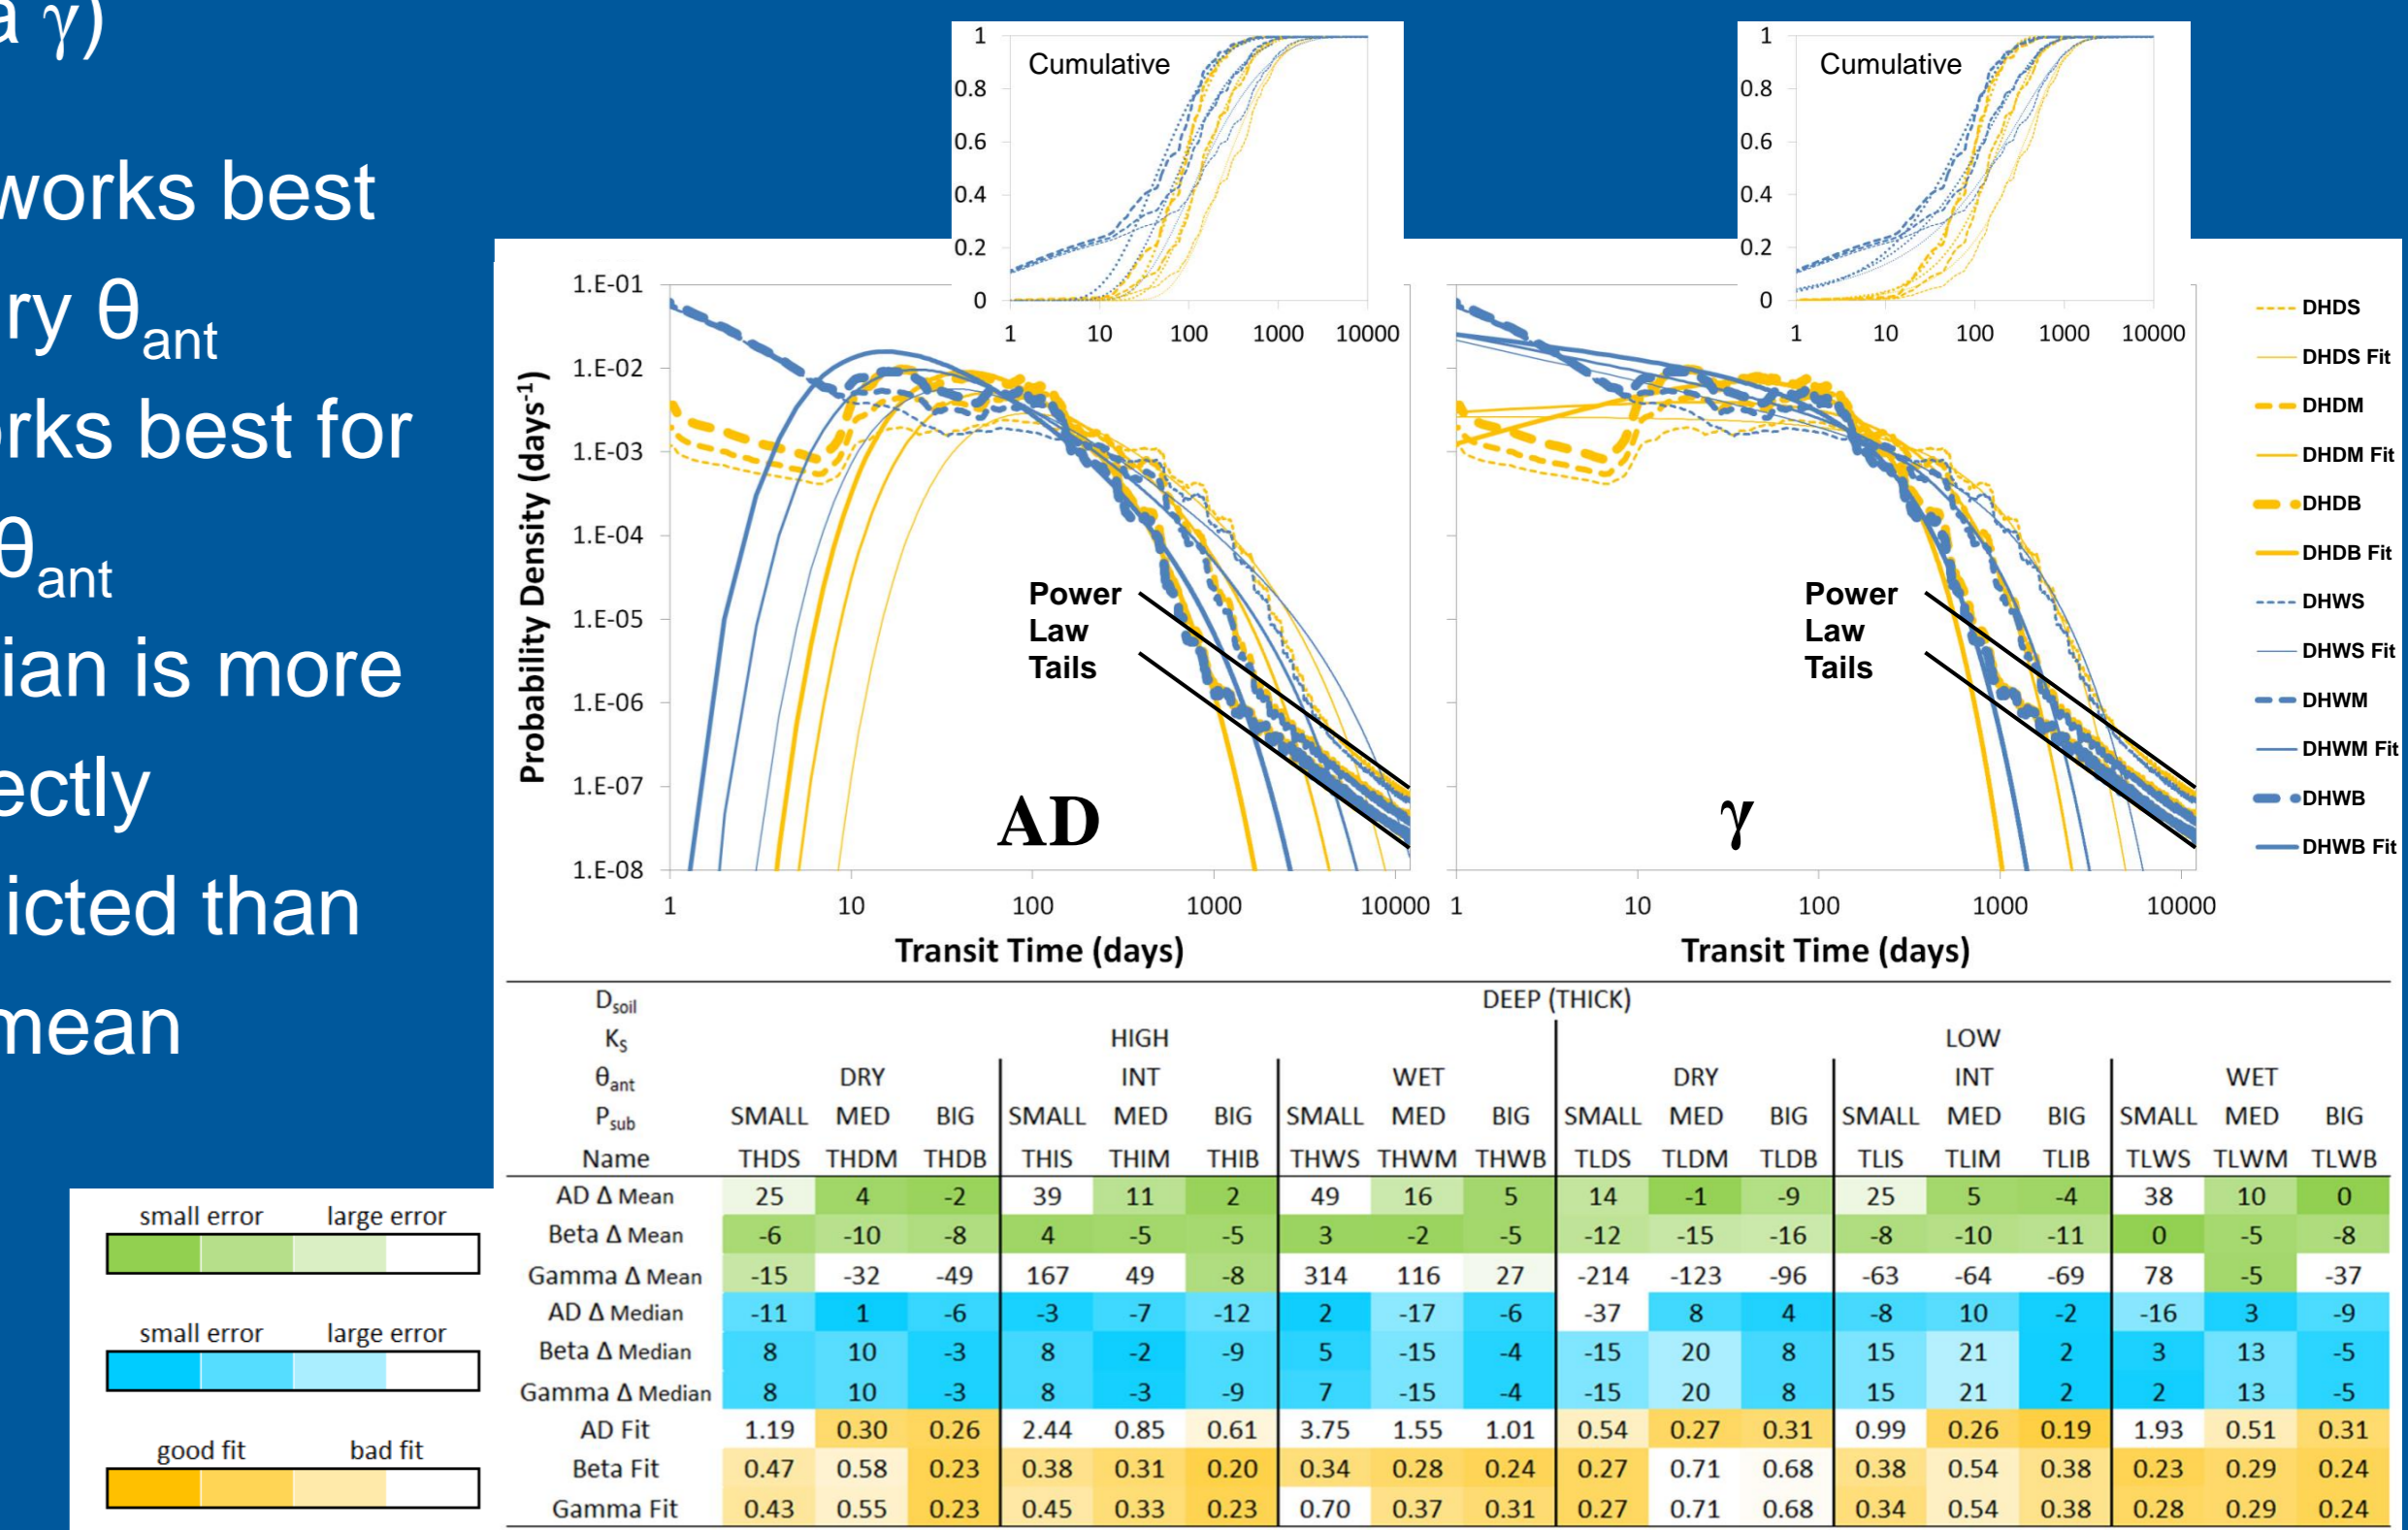 a γ)
works best
ry θant
orks best for
θant
lian is more
ectly
licted than
mean
Cumulative
1
0.8
0.6
0.4
0.2
0
1 10 100 1000 10000
Cumulative
1
0.8
0.6
0.4
0.2
0
1 10 100 1000 10000
Probability Density (days-1)
1.E-01
1.E-02
1.E-03
1.E-04
1.E-05
1.E-06
1.E-07
1.E-08
Power
Law
Tails
AD
1 10 100 1000 10000
Transit Time (days)
Power
Law
Tails
γ
1 10 100 1000 10000
Transit Time (days)
DHDS
DHDS Fit
DHDM
DHDM Fit
DHDB
DHDB Fit
DHWS
DHWS Fit
DHWM
DHWM Fit
DHWB
DHWB Fit
Dsoil DEEP (THICK)
KS HIGH LOW
θant DRY INT WET DRY INT WET
Psub SMALL MED BIG SMALL MED BIG SMALL MED BIG SMALL MED BIG SMALL MED BIG SMALL MED BIG
Name THDS THDM THDB THIS THIM THIB THWS THWM THWB TLDS TLDM TLDB TLIS TLIM TLIB TLWS TLWM TLWB
AD Δ Mean 25 4 -2 39 11 2 49 16 5 14 -1 -9 25 5 -4 38 10 0
Beta Δ Mean -6 -10 -8 4 -5 -5 3 -2 -5 -12 -15 -16 -8 -10 -11 0 -5 -8
Gamma Δ Mean -15 -32 -49 167 49 -8 314 116 27 -214 -123 -96 -63 -64 -69 78 -5 -37
AD Δ Median -11 1 -6 -3 -7 -12 2 -17 -6 -37 8 4 -8 10 -2 -16 3 -9
Beta Δ Median 8 10 -3 8 -2 -9 5 -15 -4 -15 20 8 15 21 2 3 13 -5
Gamma Δ Median 8 10 -3 8 -3 -9 7 -15 -4 -15 20 8 15 21 2 2 13 -5
AD Fit 1.19 0.30 0.26 2.44 0.85 0.61 3.75 1.55 1.01 0.54 0.27 0.31 0.99 0.26 0.19 1.93 0.51 0.31
Beta Fit 0.47 0.58 0.23 0.38 0.31 0.20 0.34 0.28 0.24 0.27 0.71 0.68 0.38 0.54 0.38 0.23 0.29 0.24
Gamma Fit 0.43 0.55 0.23 0.45 0.33 0.23 0.70 0.37 0.31 0.27 0.71 0.68 0.34 0.54 0.38 0.28 0.29 0.24
small error large error
small error large error
good fit bad fit